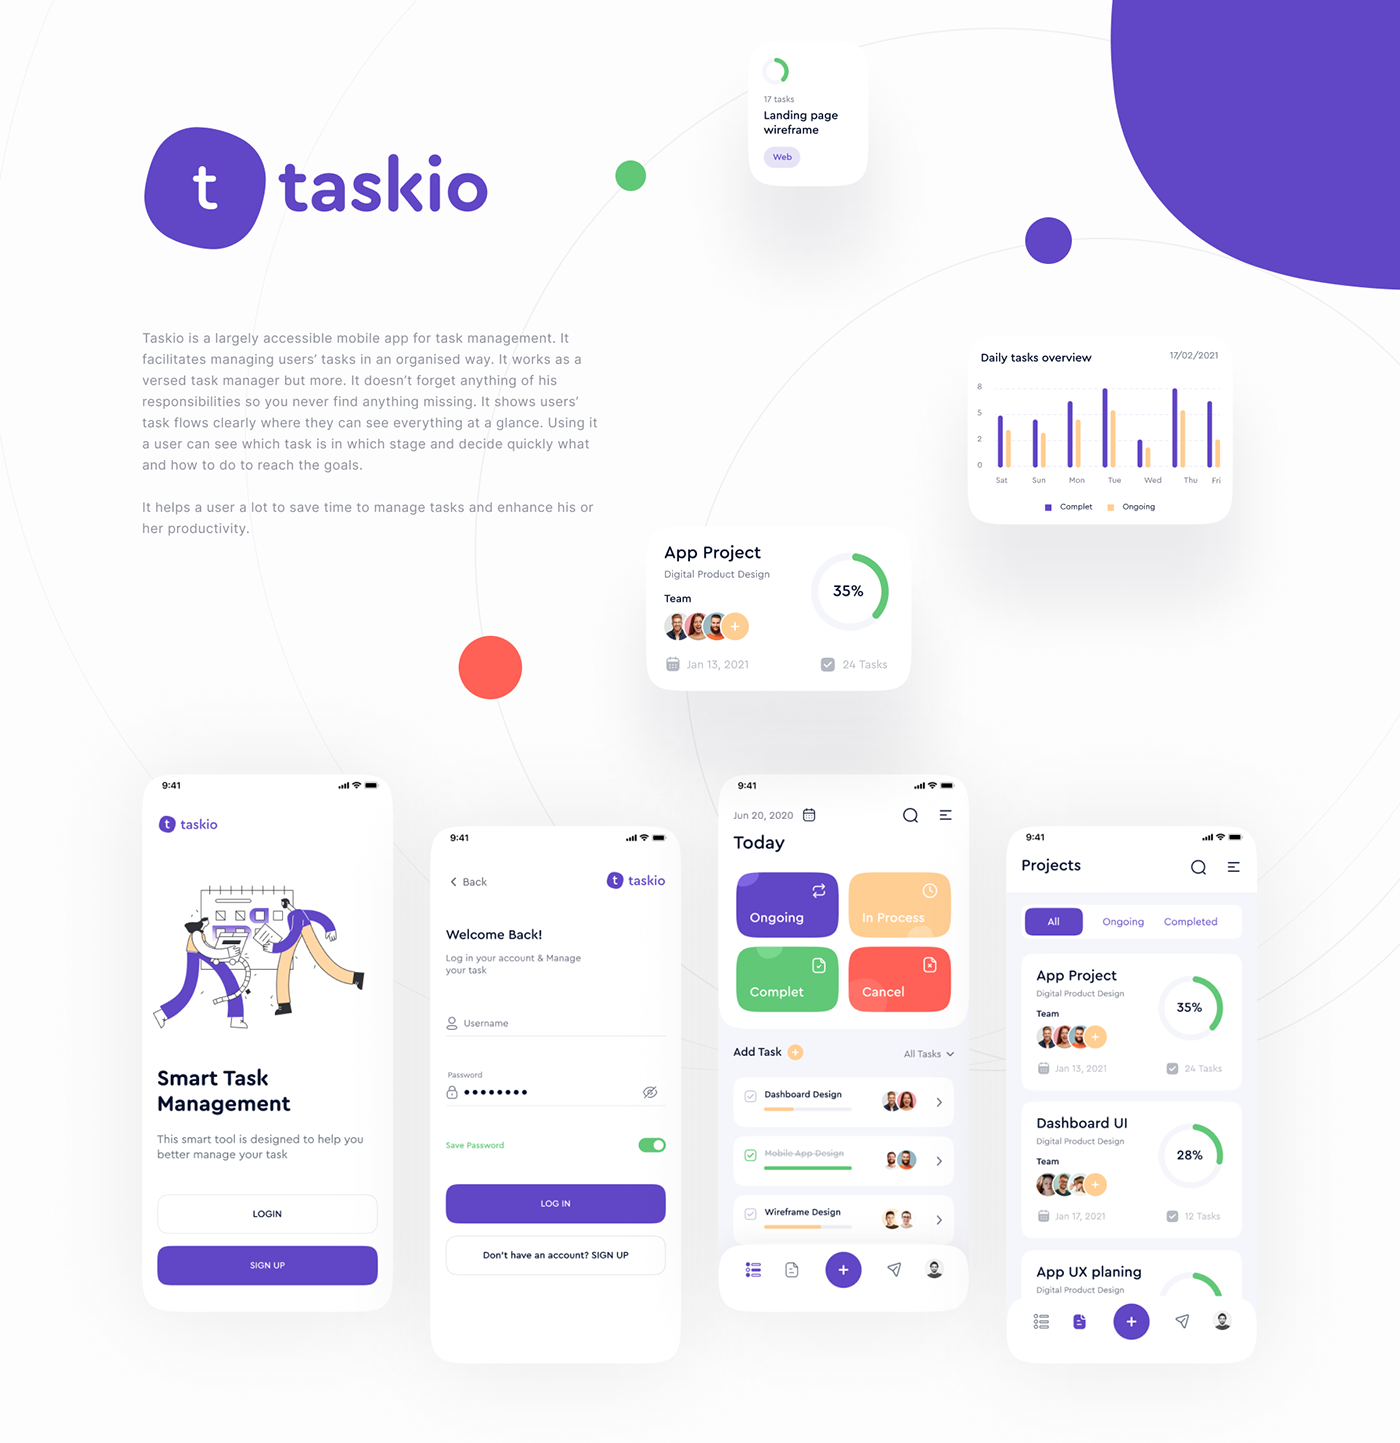 t taskio
Taskio is a largely accessible mobile app for task management. It
facilitates managing users' tasks in an organised way. It works as a
versed task manager but more. It doesn't forget anything of his
responsibilities so you never find anything missing. It shows users'
task flows clearly where they can see everything at a glance. Using it
a user can see which task is in which stage and decide quickly what
and how to do to reach the goals.
It helps a user a lot to save time to manage tasks and enhance his or
her productivity.
17 tasks
Landing page
wireframe
Web
Daily tasks overview 17/02/2021
8
5
2
0
Sat Sun Mon Tue Wed Thu Fri
Complet Ongoing
App Project
Digital Product Design
Team
35%
Jan 13, 2021 24 Tasks
9:41
t taskio
Smart Task
Management
This smart tool is designed to help you
better manage your task
LOGIN
SIGN UP
9:41
Back t taskio
Welcome Back!
Log in your account & Manage
your task
Username
Password
Save Password
LOG IN
Don't have an account? SIGN UP
9:41
Jun 20, 2020
Today
Ongoing In Process
Complet Cancel
Add Task + All Tasks
Dashboard Design
Mobile App Design
Wireframe Design
9:41
Projects
All Ongoing Completed
App Project
Digital Product Design
Team
35%
Jan 13, 2021 24 Tasks
Dashboard UI
Digital Product Design
Team
28%
Jan 17, 2021 12 Tasks
App UX planing
Digital Product Design